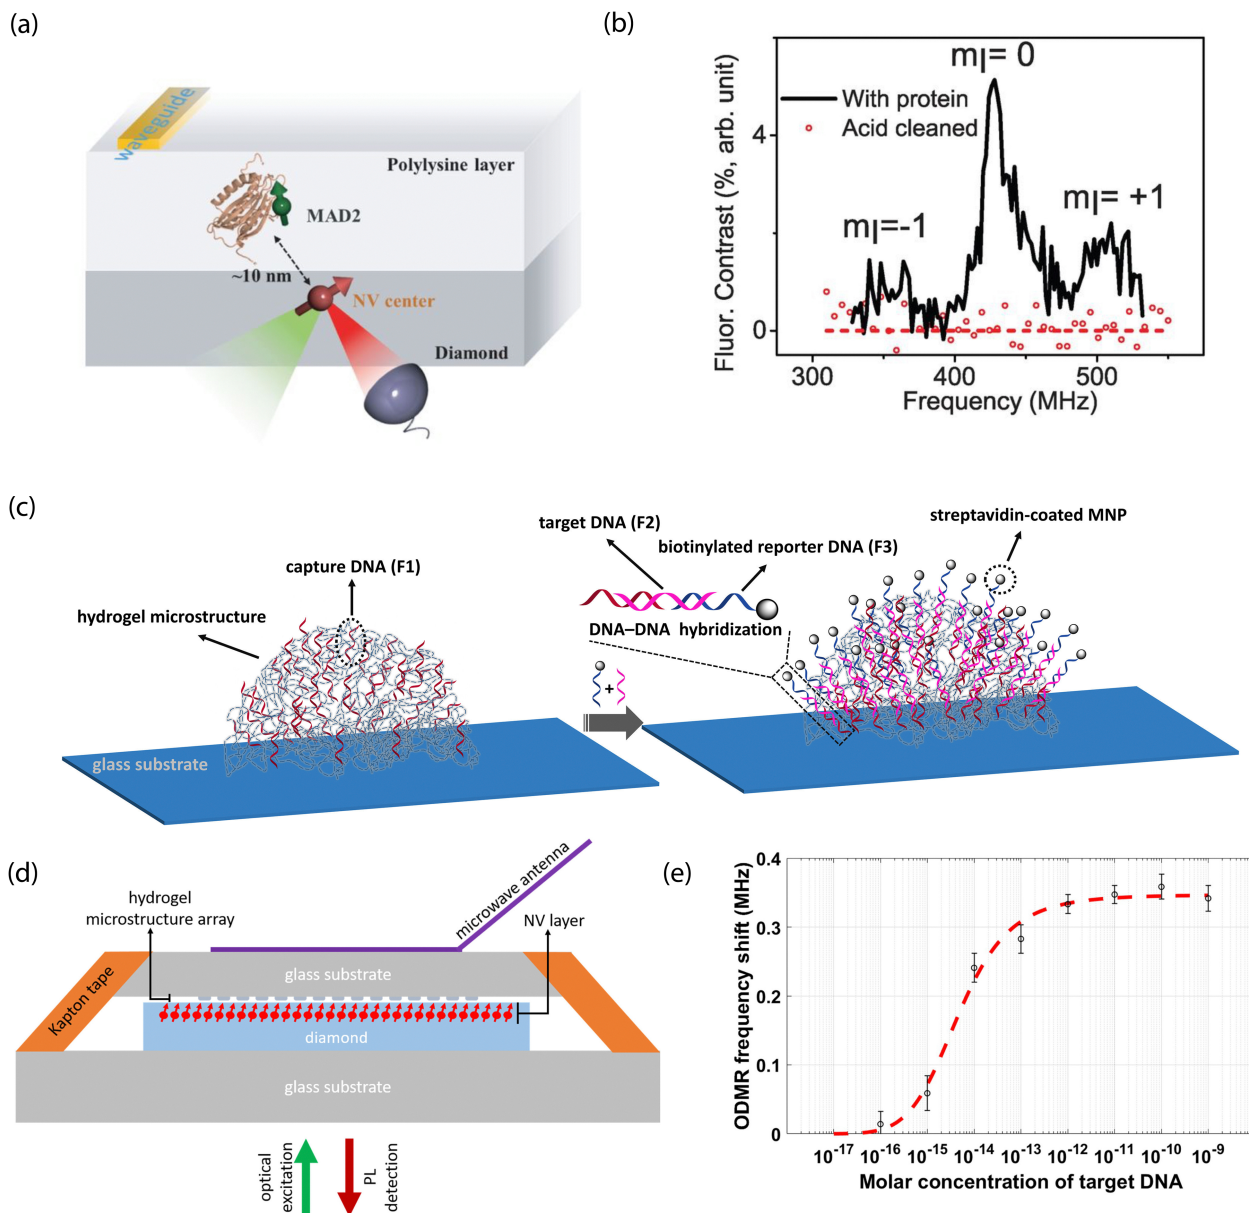 (a)
waveguide
Polylysine layer
MAD2
~10 nm
NV center
Diamond
(b)
mI= 0
With protein
Acid cleaned
mI=-1
mI= +1
4
0
Fluor. Contrast (%, arb. unit)
300
400
500
Frequency (MHz)
(c)
capture DNA (F1)
hydrogel microstructure
glass substrate
target DNA (F2)
biotinylated reporter DNA (F3)
streptavidin-coated MNP
DNA–DNA hybridization
+
(d)
hydrogel
microstructure array
microwave antenna
NV layer
Kapton tape
glass substrate
diamond
glass substrate
optical
excitation
PL
detection
(e)
ODMR frequency shift (MHz)
0.4
0.3
0.2
0.1
0
10-17
10-16
10-15
10-14
10-13
10-12
10-11
10-10
10-9
Molar concentration of target DNA